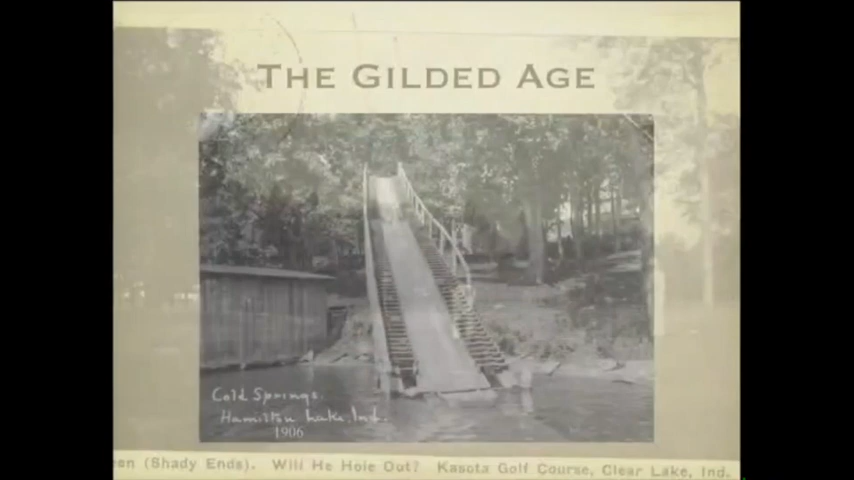 THE GILDED AGE
Cold Springs.
Hamilton Lake, Ind.
1906
een (Shady Ends). Will He Hole Out? Kasota Golf Course, Clear Lake, Ind.